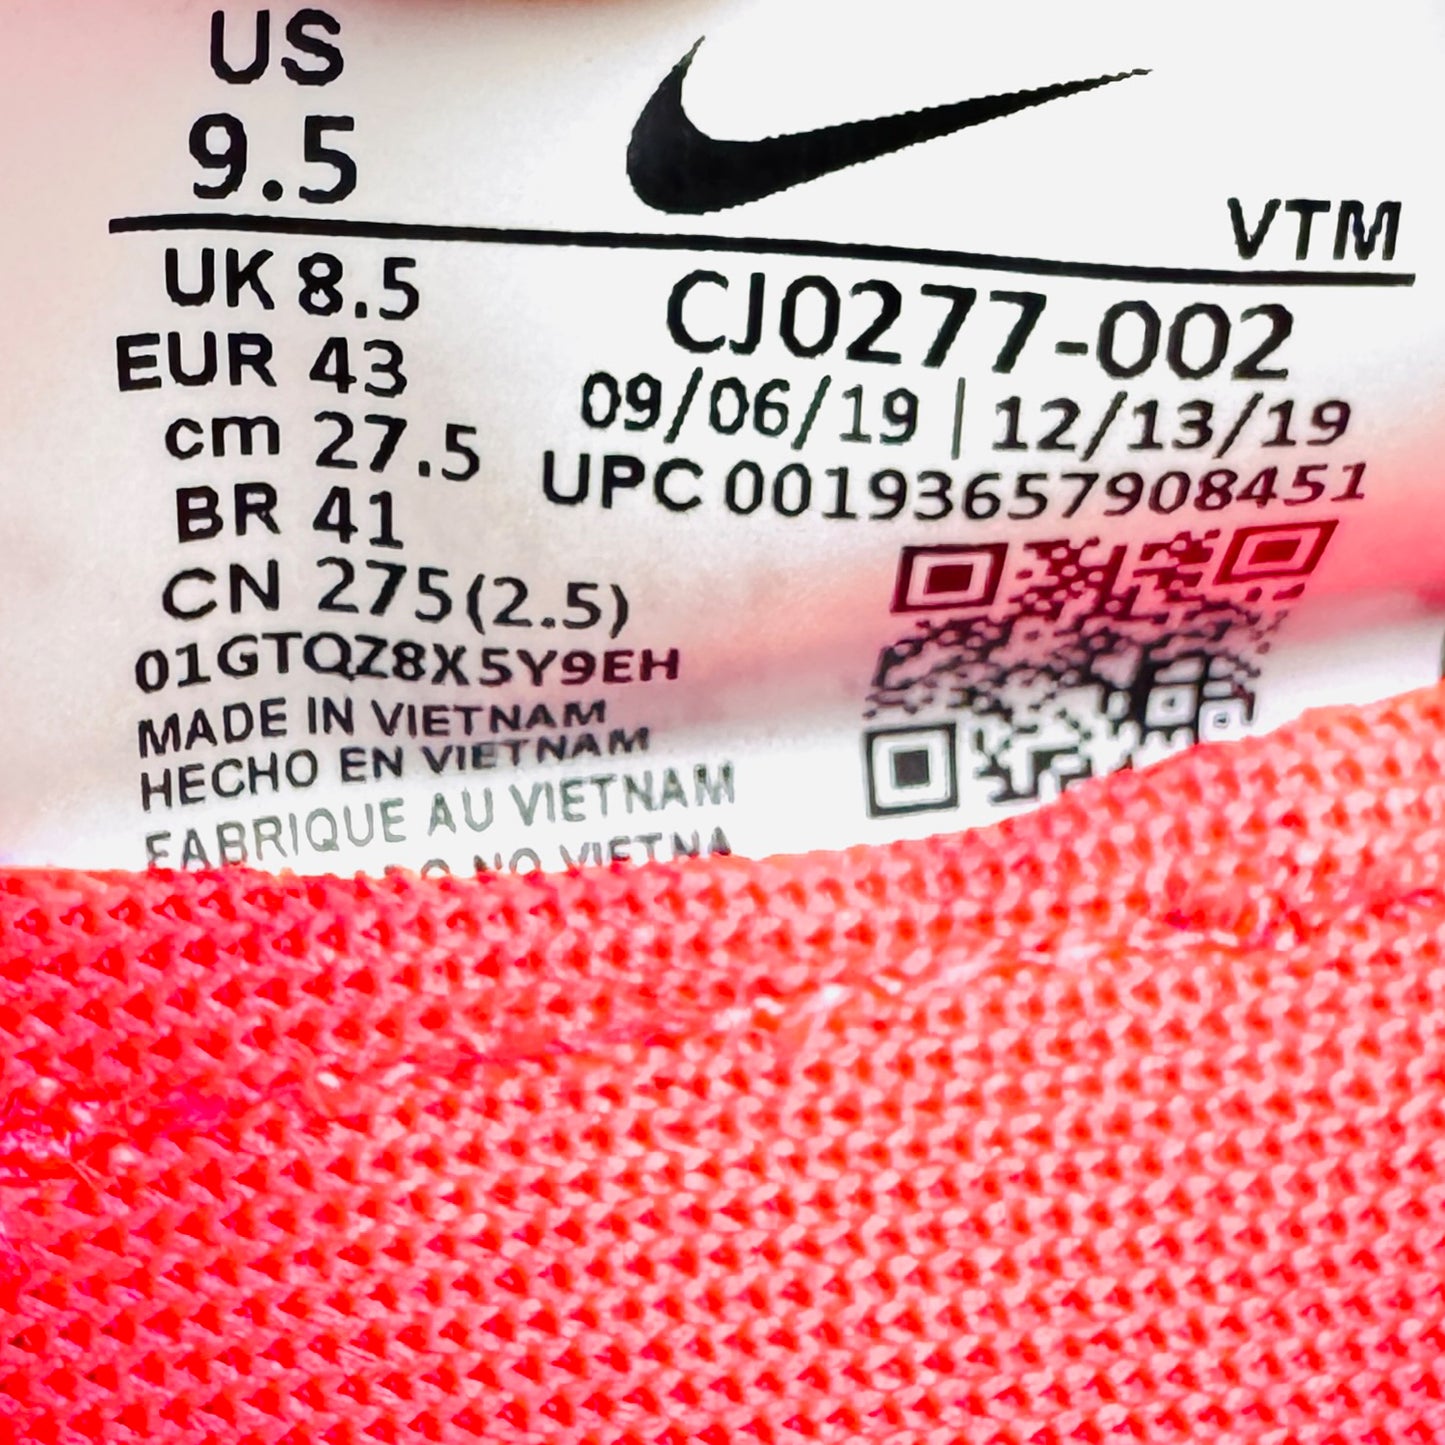 US
9.5
VTM
UK 8.5
EUR 43
cm 27.5
BR 41
CN 275(2.5)
01GTQZ8X5Y9EH
MADE IN VIETNAM
HECHO EN VIETNAM
FABRIQUE AU VIETNAM
NO VIETNA
CJ0277-002
09/06/19 | 12/13/19
UPC 00193657908451